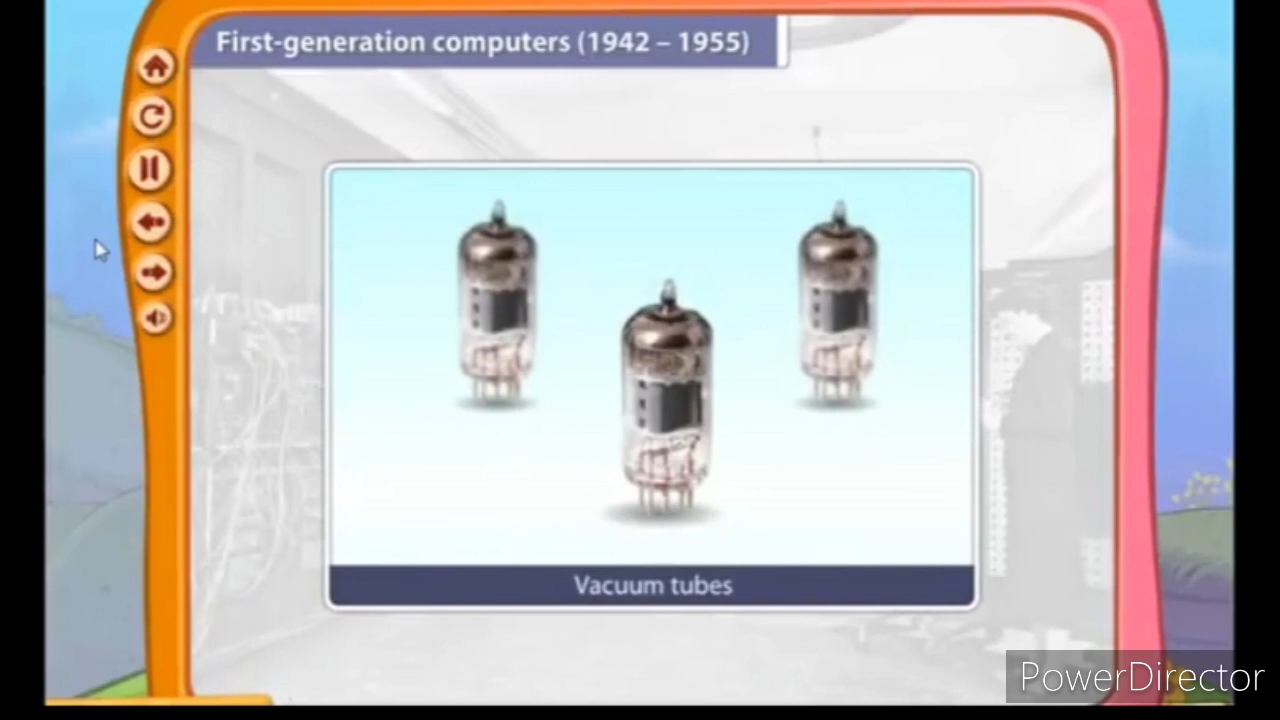 First-generation computers (1942 – 1955)
Vacuum tubes
PowerDirector